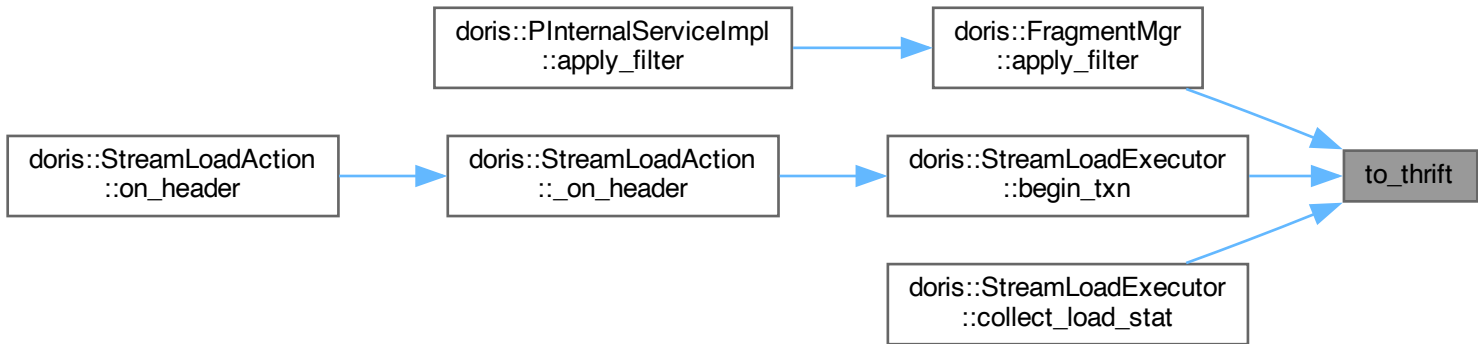 doris::PInternalServiceImpl
::apply_filter
doris::FragmentMgr
::apply_filter
doris::StreamLoadAction
::on_header
doris::StreamLoadAction
::_on_header
doris::StreamLoadExecutor
::begin_txn
to_thrift
doris::StreamLoadExecutor
::collect_load_stat